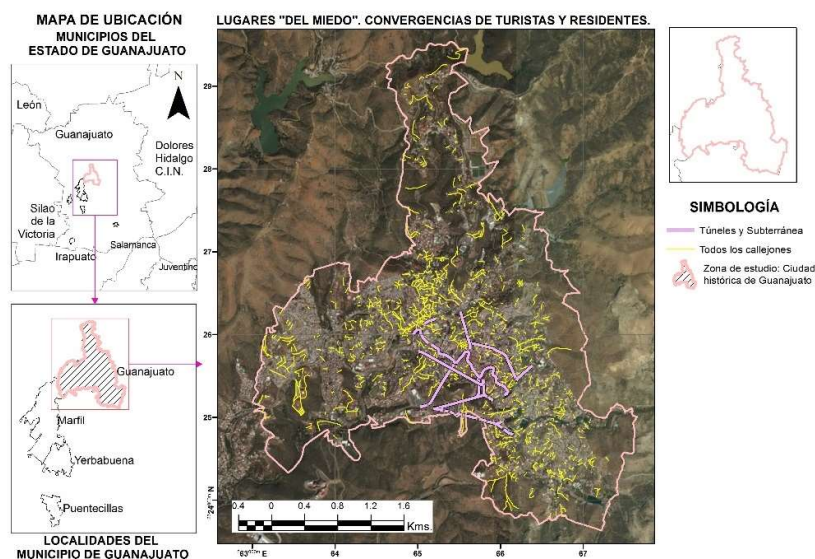 MAPA DE UBICACIÓN
MUNICIPIOS DEL
ESTADO DE GUANAJUATO
N
León
Guanajuato
Dolores
Hidalgo
C.I.N.
Silao
de la
Victoria
Irapuato
Salamanca
Juventino
Guanajuato
Marfil
Yerbabuena
Puentecillas
LOCALIDADES DEL
MUNICIPIO DE GUANAJUATO
LUGARES "DEL MIEDO". CONVERGENCIAS DE TURISTAS Y RESIDENTES.
29
28
27
26
25
N
0.4 0 0.4 0.8 1.2 1.6
Kms.
E 64 65 66 67
SIMBOLOGÍA
Túneles y Subterránea
Todos los callejones
Zona de estudio: Ciudad
histórica de Guanajuato